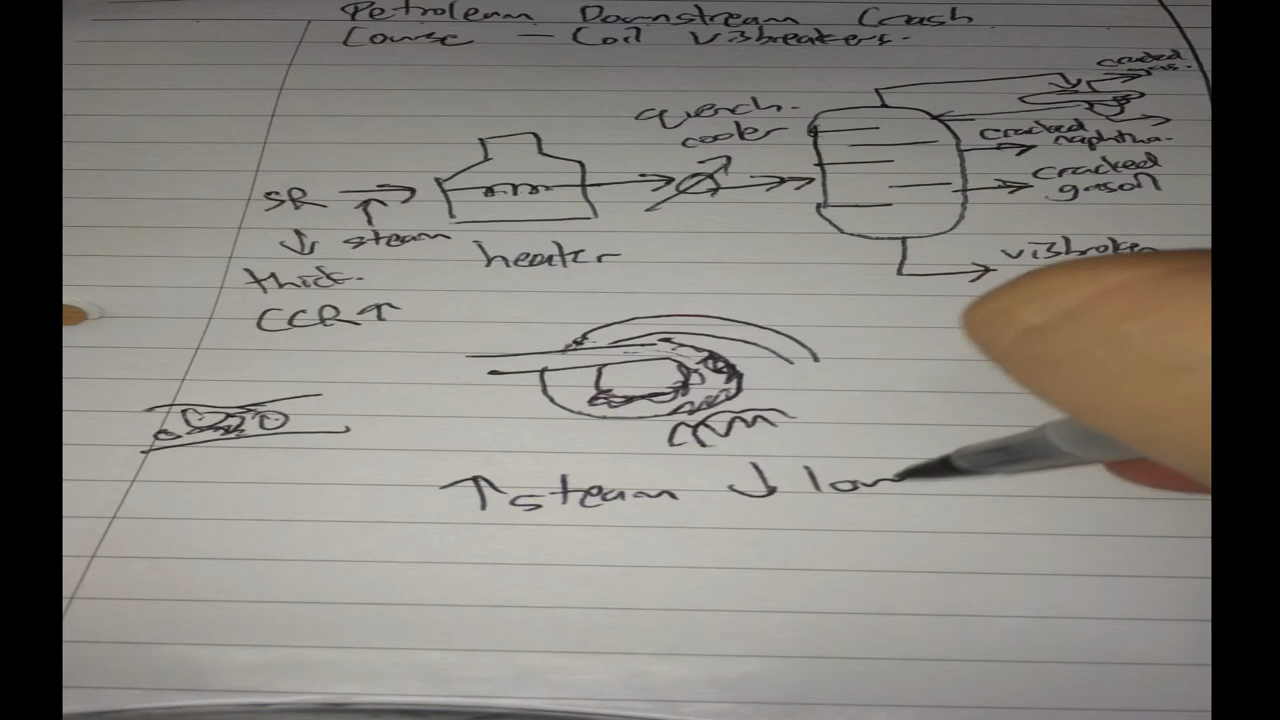 Petroleum Downstream Crash
Course – Coil Visbreakers.
cracked
gas.
quench
cooler
cracked
naphtha.
cracked
gasoil
SR →
↓ steam
thick.
CCR ↑
heater
visbroken
↑ steam ↓